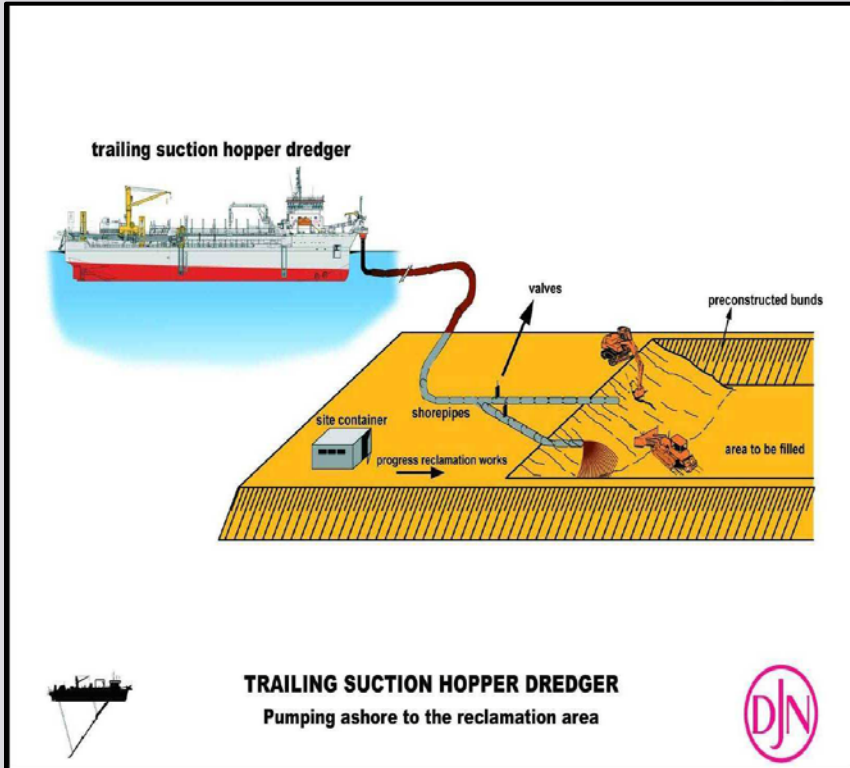 trailing suction hopper dredger
valves
preconstructed bunds
shorepipes
site container
area to be filled
progress reclamation works
TRAILING SUCTION HOPPER DREDGER
Pumping ashore to the reclamation area
DJN